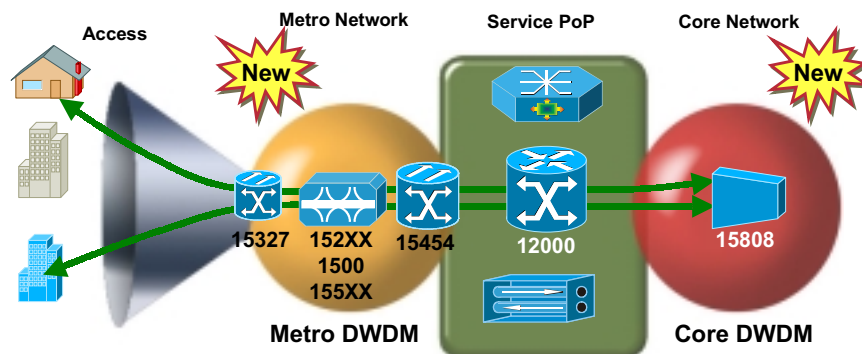 Access
Metro Network
Service PoP
Core Network
New
New
15327
152XX
1500
155XX
15454
12000
15808
Metro DWDM
Core DWDM